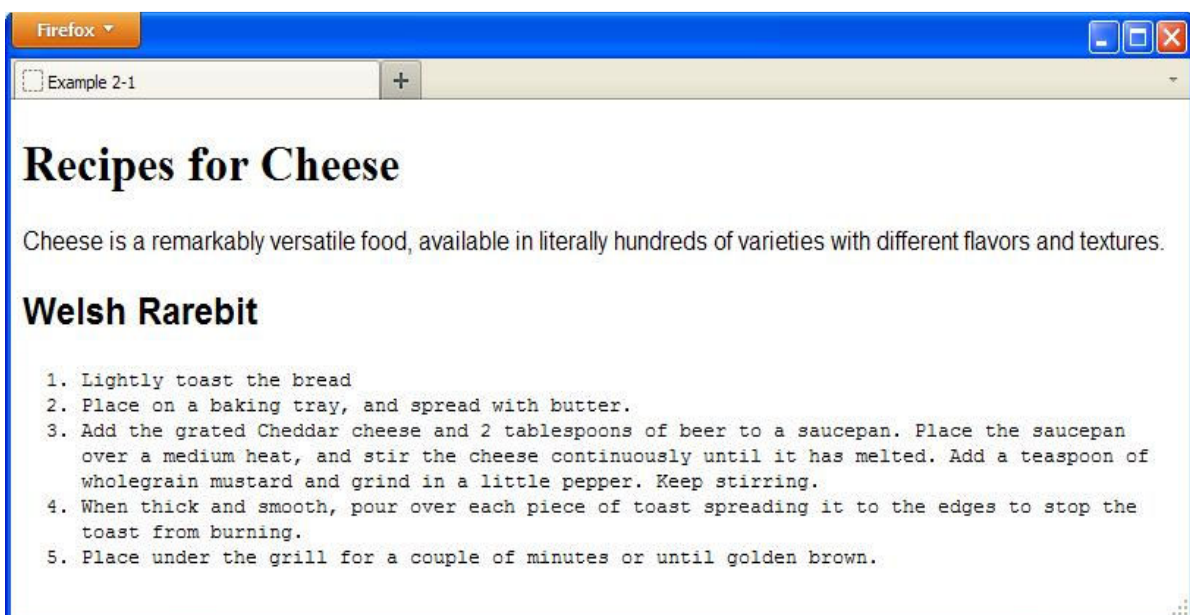 Firefox
Example 2-1
Recipes for Cheese
Cheese is a remarkably versatile food, available in literally hundreds of varieties with different flavors and textures.
Welsh Rarebit
1. Lightly toast the bread
2. Place on a baking tray, and spread with butter.
3. Add the grated Cheddar cheese and 2 tablespoons of beer to a saucepan. Place the saucepan
over a medium heat, and stir the cheese continuously until it has melted. Add a teaspoon of
wholegrain mustard and grind in a little pepper. Keep stirring.
4. When thick and smooth, pour over each piece of toast spreading it to the edges to stop the
toast from burning.
5. Place under the grill for a couple of minutes or until golden brown.